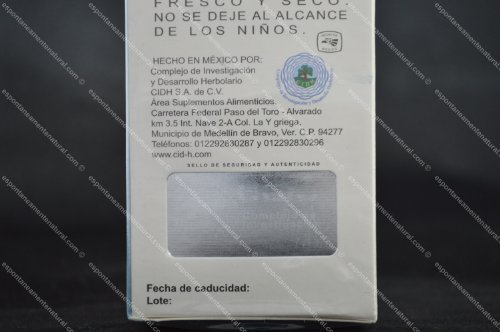 FRESCO Y SECO.
NO SE DEJE AL ALCANCE
DE LOS NIÑOS.
HECHO EN MÉXICO POR:
Complejo de Investigación
y Desarrollo Herbolario
CIDH S.A. de C.V.
Área Suplementos Alimenticios.
Carretera Federal Paso del Toro - Alvarado
km 3.5 Int. Nave 2-A Col. La Y griega.
Municipio de Medellín de Bravo, Ver. C.P. 94277
Teléfonos: 012292830287 y 012292830296
www.cid-h.com
SELLO DE SEGURIDAD Y AUTENTICIDAD
Fecha de caducidad:
Lote:
espontaneamentenatural.com